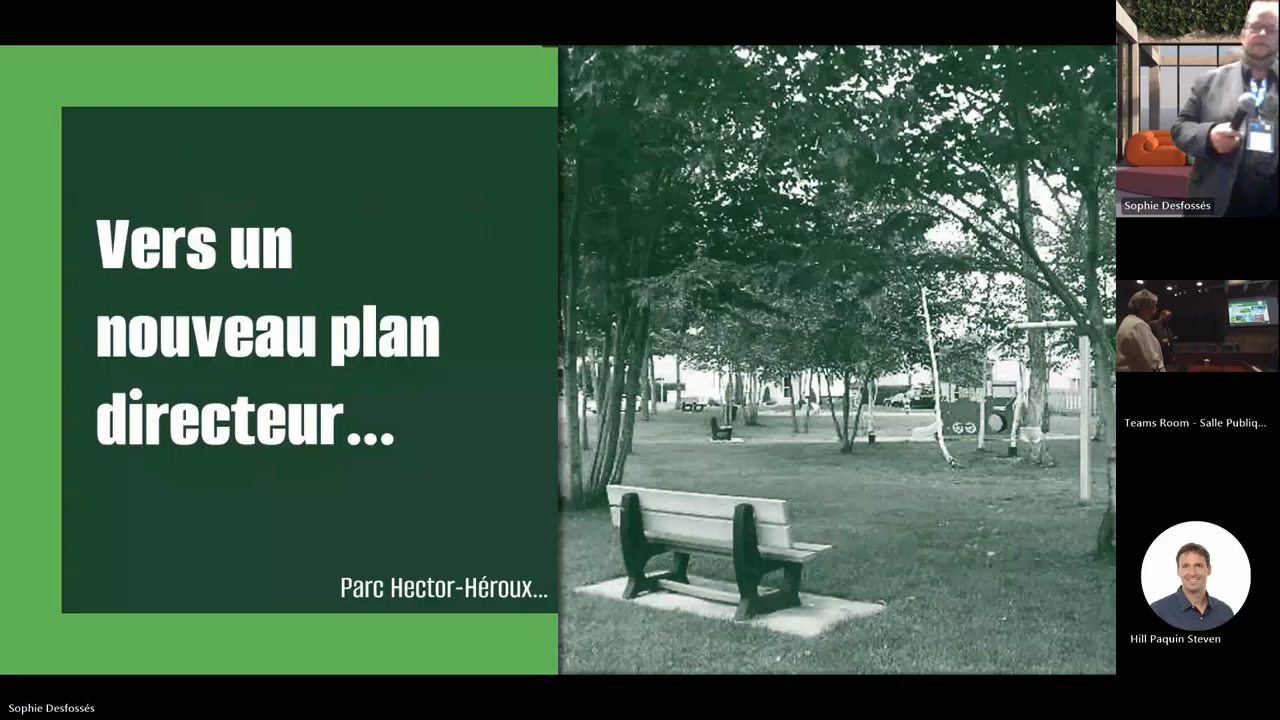 Vers un
nouveau plan
directeur...
Parc Hector-Héroux...
Sophie Desfossés
Teams Room - Salle Publiq...
Hill Paquin Steven
Sophie Desfossés